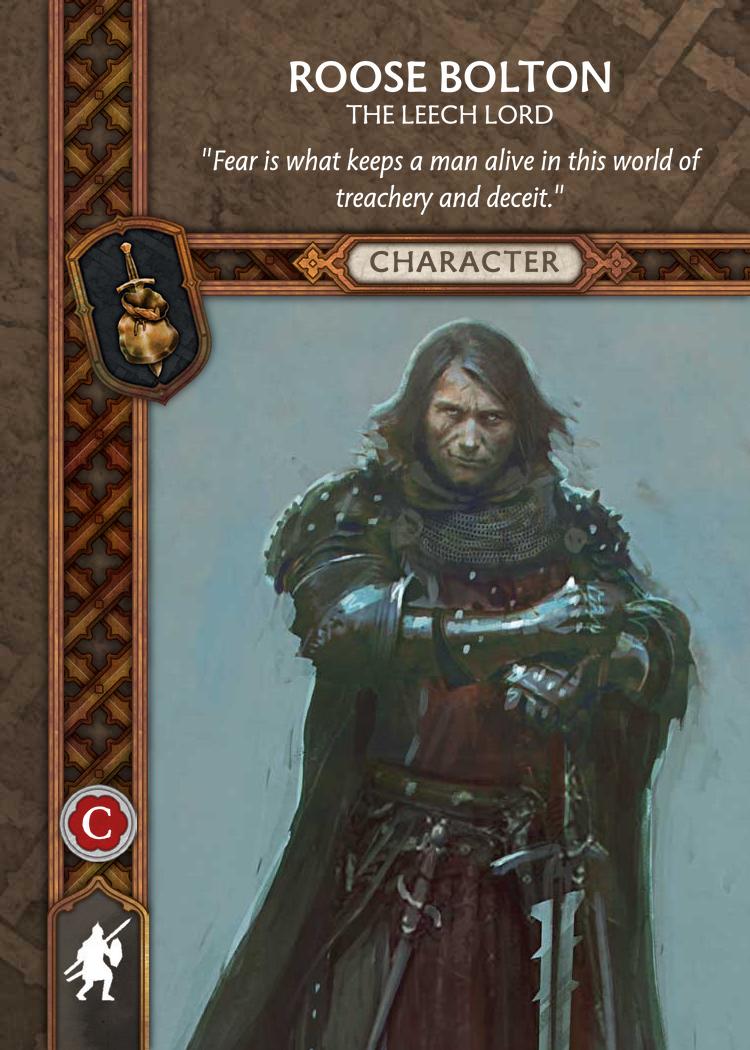 ROOSE BOLTON
THE LEECH LORD
"Fear is what keeps a man alive in this world of
treachery and deceit."
CHARACTER
C